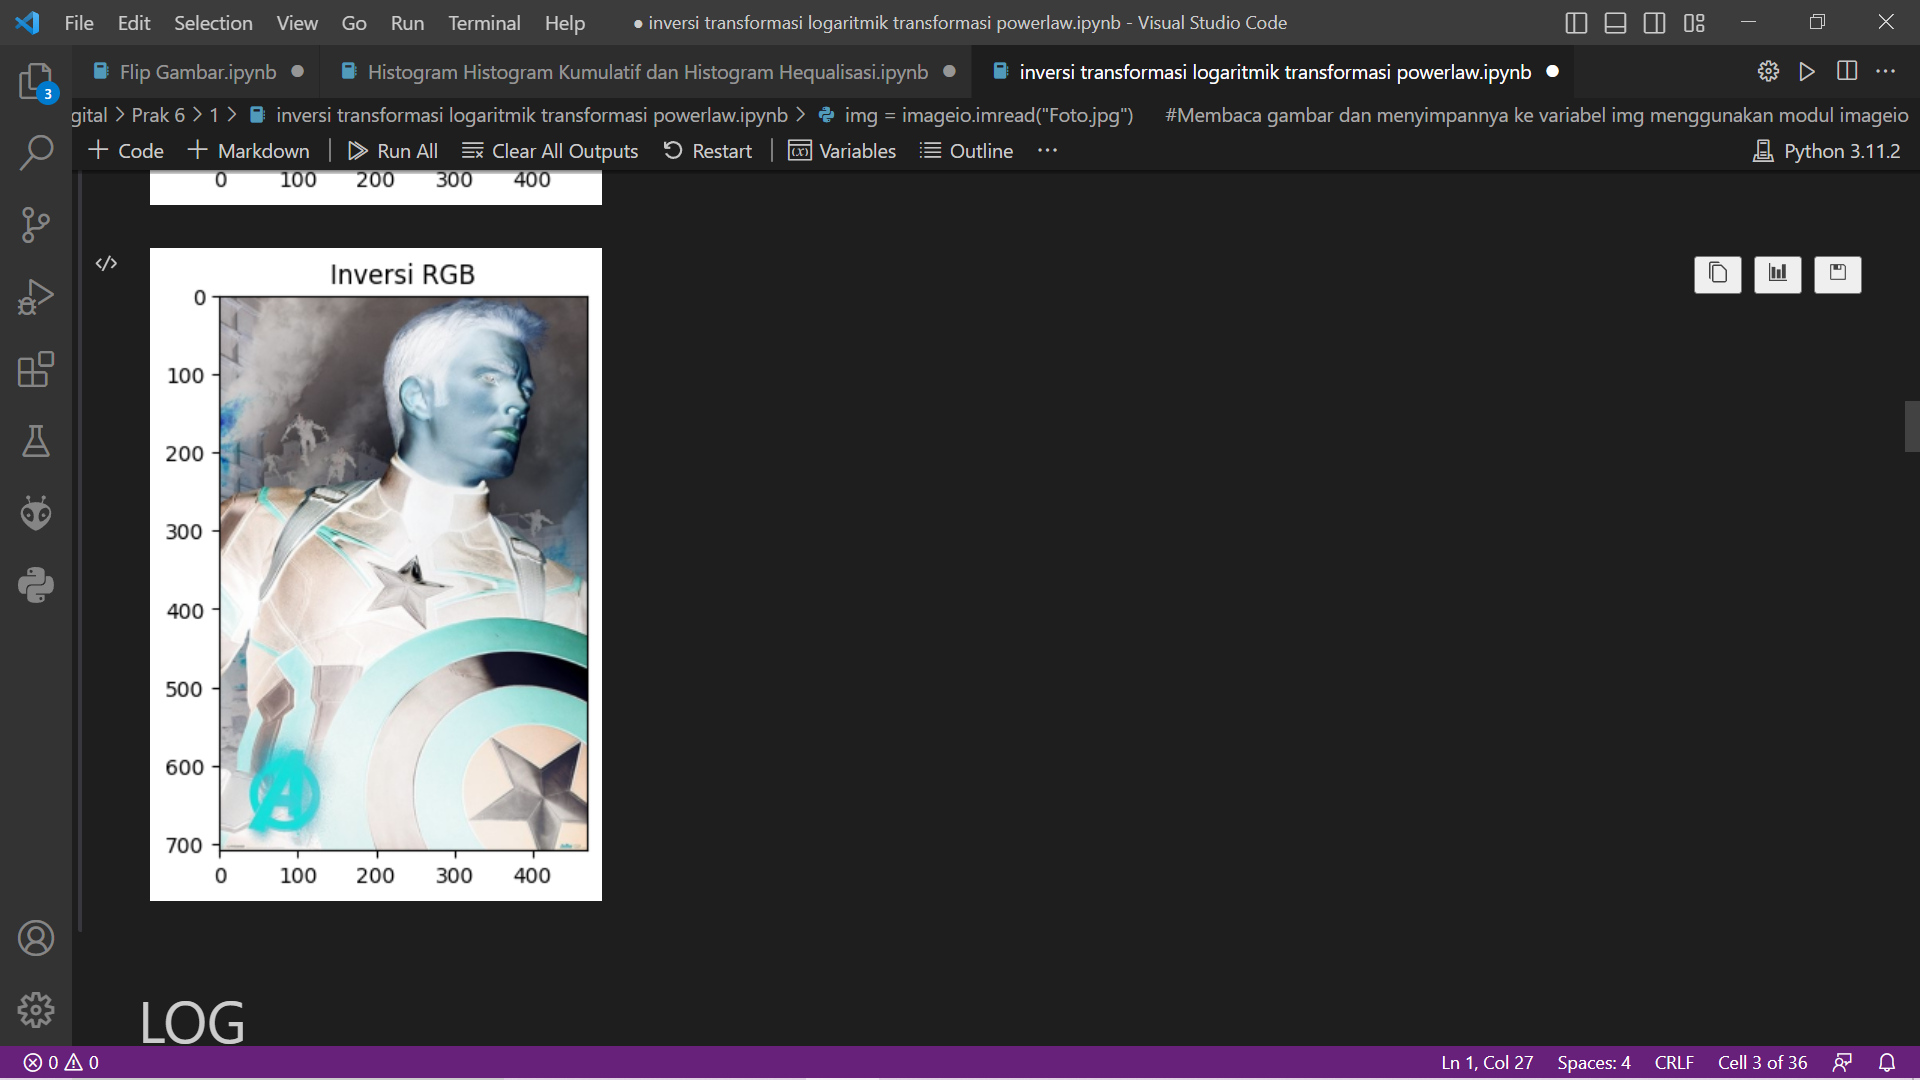 File Edit Selection View Go Run Terminal Help ● inversi transformasi logaritmik transformasi powerlaw.ipynb - Visual Studio Code
3
Flip Gambar.ipynb Histogram Histogram Kumulatif dan Histogram Hequalisasi.ipynb inversi transformasi logaritmik transformasi powerlaw.ipynb
gital > Prak 6 > 1 > inversi transformasi logaritmik transformasi powerlaw.ipynb > img = imageio.imread("Foto.jpg") #Membaca gambar dan menyimpannya ke variabel img menggunakan modul imageio
+ Code + Markdown | Run All Clear All Outputs Restart | Variables Outline ... Python 3.11.2
0 100 200 300 400
Inversi RGB
0
100
200
300
400
500
600
700
0 100 200 300 400
LOG
0 0 Ln 1, Col 27 Spaces: 4 CRLF Cell 3 of 36